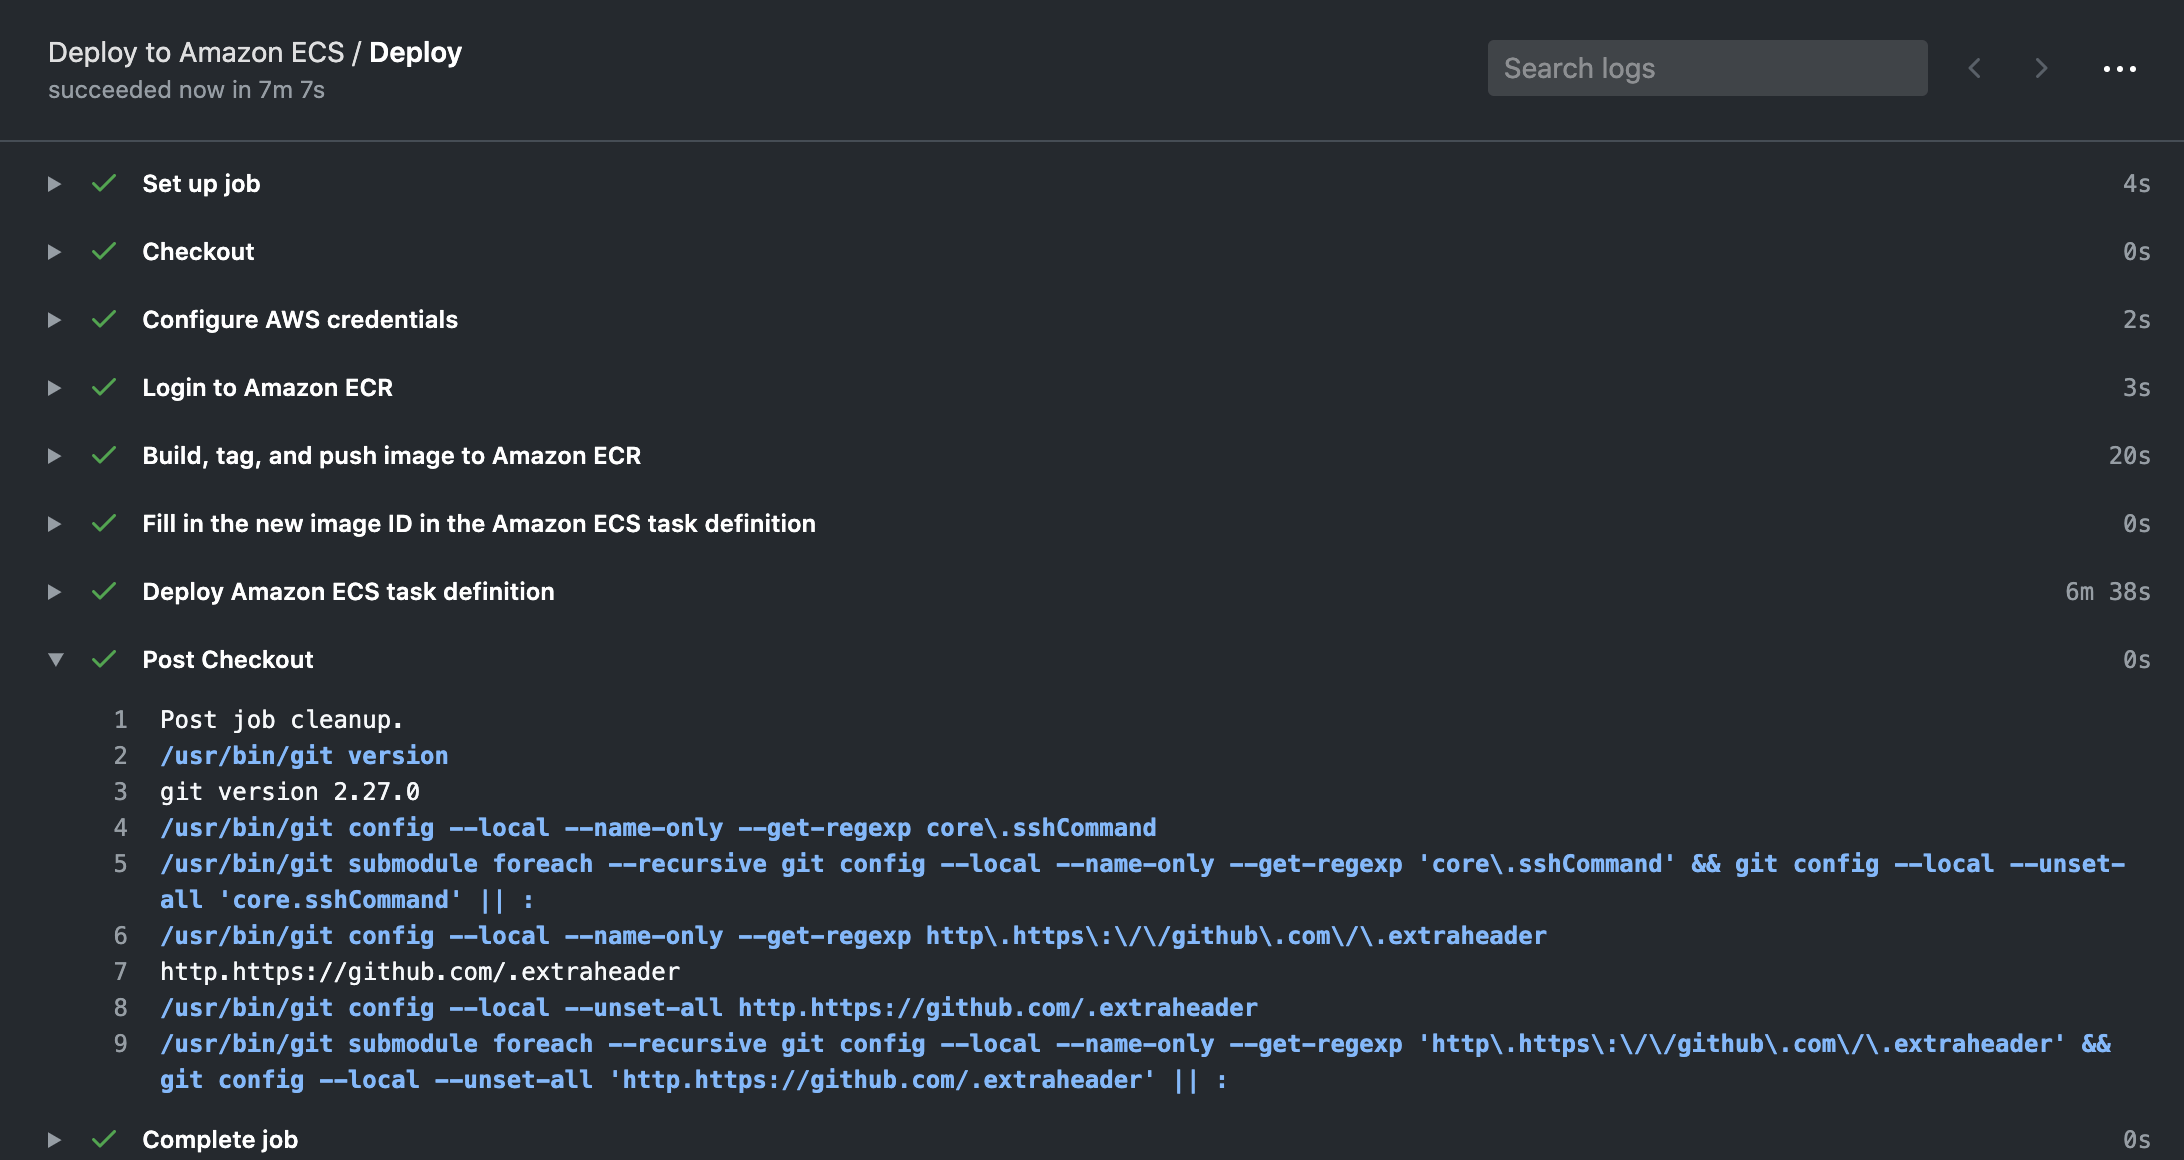 Deploy to Amazon ECS / Deploy
succeeded now in 7m 7s
Search logs
Set up job 4s
Checkout 0s
Configure AWS credentials 2s
Login to Amazon ECR 3s
Build, tag, and push image to Amazon ECR 20s
Fill in the new image ID in the Amazon ECS task definition 0s
Deploy Amazon ECS task definition 6m 38s
Post Checkout 0s
1 Post job cleanup.
2 /usr/bin/git version
3 git version 2.27.0
4 /usr/bin/git config --local --name-only --get-regexp core\.sshCommand
5 /usr/bin/git submodule foreach --recursive git config --local --name-only --get-regexp 'core\.sshCommand' && git config --local --unset-
all 'core.sshCommand' || :
6 /usr/bin/git config --local --name-only --get-regexp http\.https\:\/\/github\.com\/\.extraheader
7 http.https://github.com/.extraheader
8 /usr/bin/git config --local --unset-all http.https://github.com/.extraheader
9 /usr/bin/git submodule foreach --recursive git config --local --name-only --get-regexp 'http\.https\:\/\/github\.com\/\.extraheader' &&
git config --local --unset-all 'http.https://github.com/.extraheader' || :
Complete job 0s